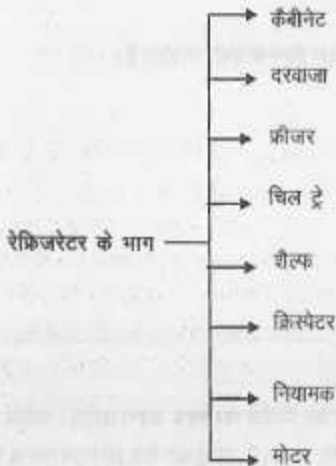 कैबीनेट
दरवाजा
फ्रीजर
चिल ट्रे
रेफ्रिजरेटर के भाग
शैल्फ
क्रिस्पेटर
नियामक
मोटर